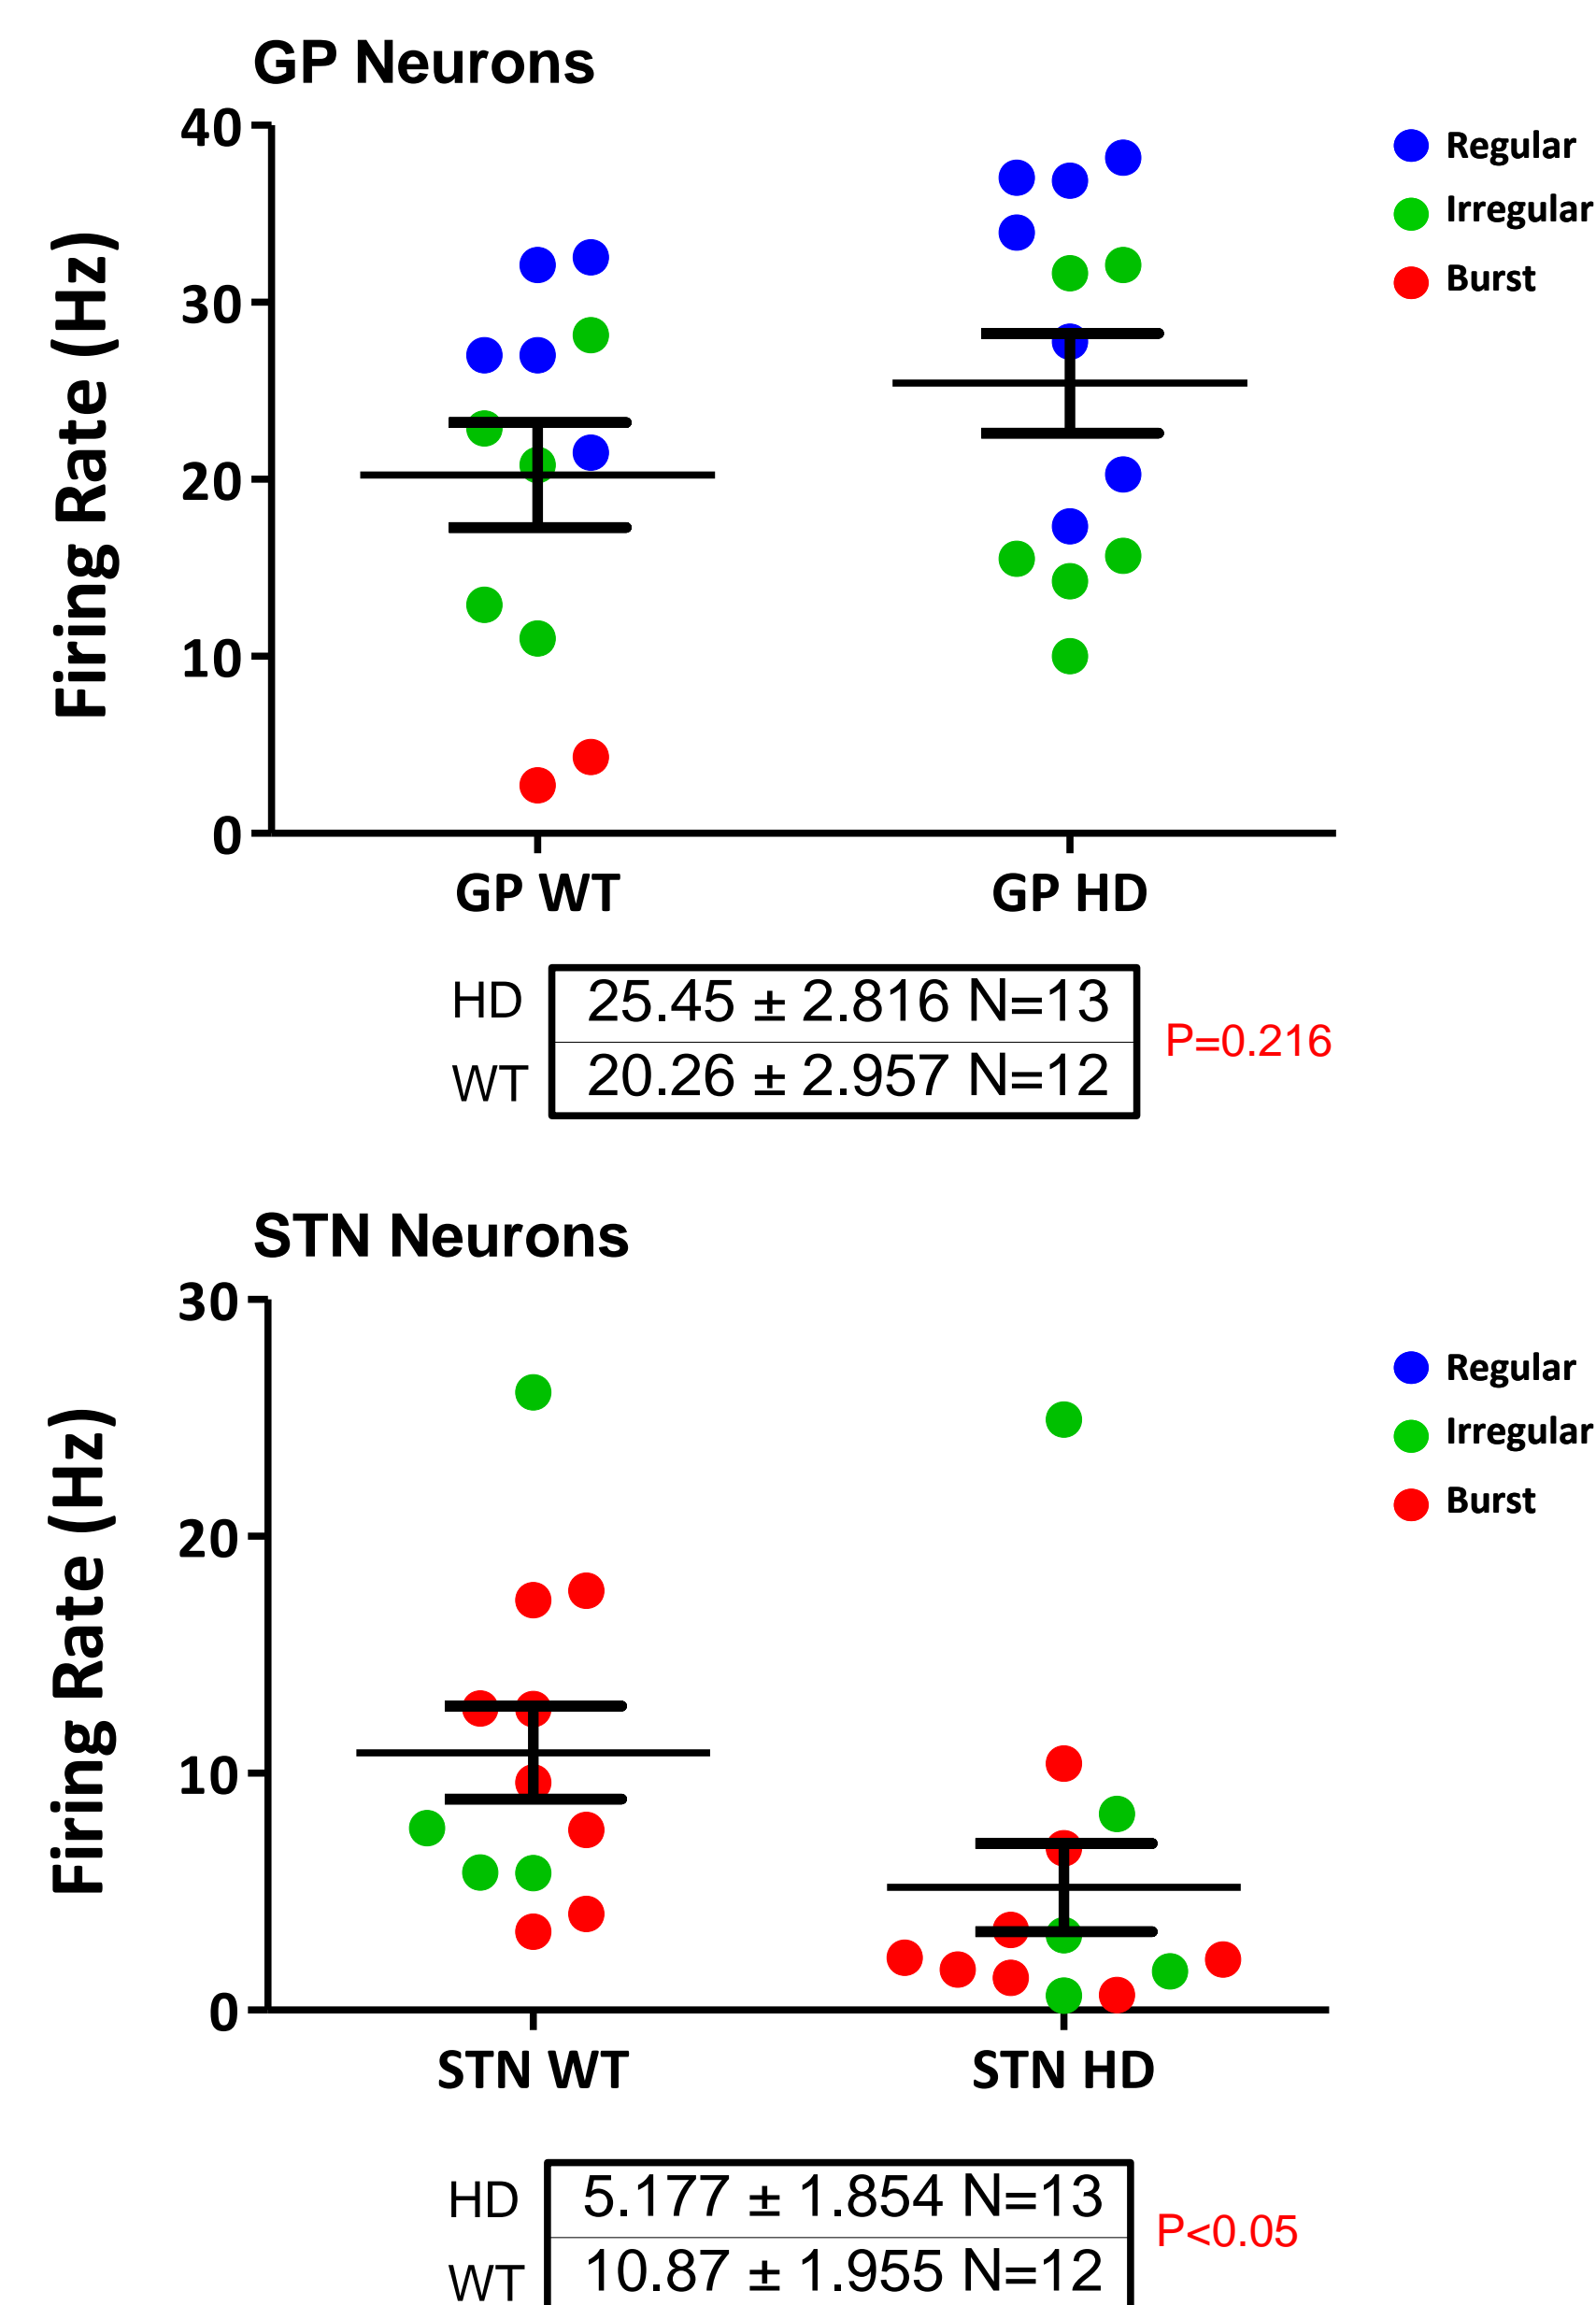 GP Neurons
40
30
20
10
0
Firing Rate (Hz)
Regular
Irregular
Burst
GP WT
GP HD
HD 25.45 ± 2.816 N=13
WT 20.26 ± 2.957 N=12
P=0.216
STN Neurons
30
20
10
0
Firing Rate (Hz)
Regular
Irregular
Burst
STN WT
STN HD
HD 5.177 ± 1.854 N=13
WT 10.87 ± 1.955 N=12
P<0.05